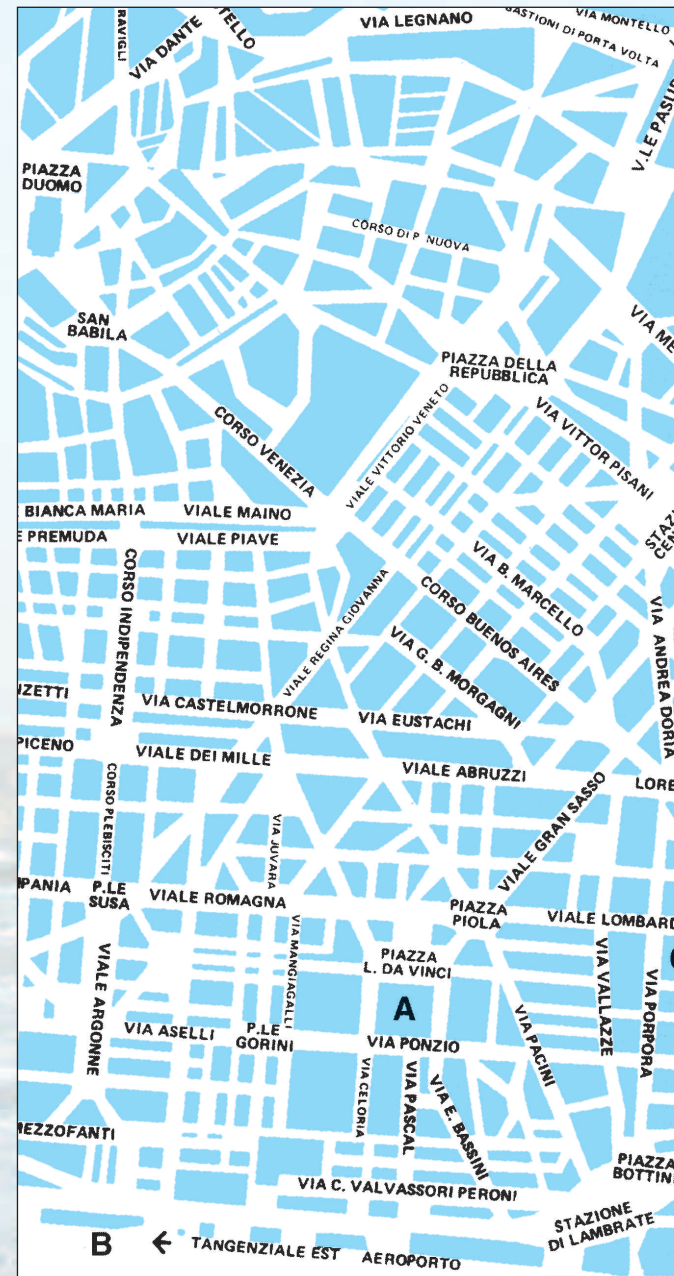 RAVIGLI
VIA DANTE
TELLO
VIA LEGNANO
VIA MONTELLO
BASTIONI DI PORTA VOLTA
V.LE PASUB
PIAZZA
DUOMO
CORSO DI P. NUOVA
SAN
BABILA
VIA ME
PIAZZA DELLA
REPUBBLICA
CORSO VENEZIA
VIALE VITTORIO VENETO
VIA VITTOR PISANI
BIANCA MARIA
VIALE MAINO
E PREMUDA
VIALE PIAVE
STAZI
CEN
CORSO INDIPENDENZA
VIALE REGINA GIOVANNA
VIA B. MARCELLO
CORSO BUENOS AIRES
VIA G. B. MORGAGNI
VIA ANDREA DORIA
NZETTI
VIA CASTELMORRONE
VIA EUSTACHI
PICENO
VIALE DEI MILLE
VIALE ABRUZZI
LORE
CORSO PLEBISCITI
VIA JUVARA
VIALE GRAN SASSO
MPANIA
P.LE
SUSA
VIALE ROMAGNA
PIAZZA
PIOLA
VIALE LOMBARD
VIA MANGIAGALLI
PIAZZA
L. DA VINCI
VIALE ARGONNE
A
VIA VALLAZZE
VIA PORPORA
VIA ASELLI
P.LE
GORINI
VIA PONZIO
VIA PACINI
VIA CELORIA
VIA PASCAL
VIA E. BASSINI
MEZZOFANTI
PIAZZA
BOTTINI
VIA C. VALVASSORI PERONI
STAZIONE
DI LAMBRATE
B
← TANGENZIALE EST AEROPORTO